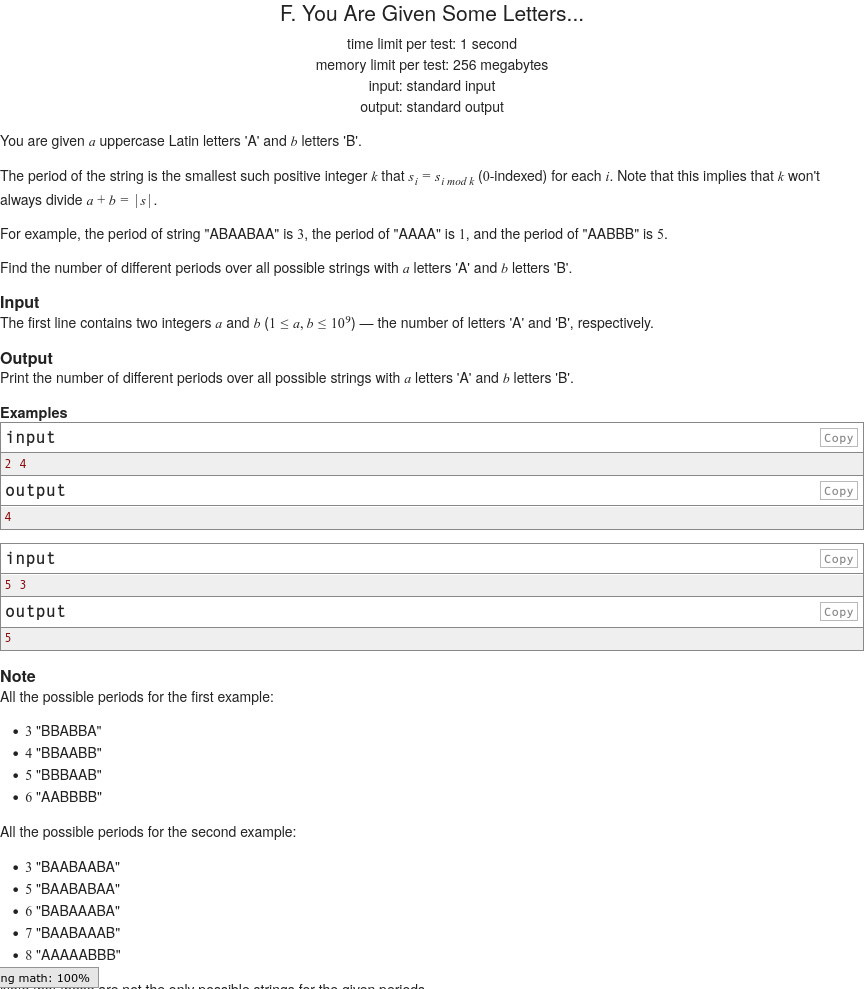 F. You Are Given Some Letters...
time limit per test: 1 second
memory limit per test: 256 megabytes
input: standard input
output: standard output
You are given a uppercase Latin letters 'A' and b letters 'B'.
The period of the string is the smallest such positive integer k that s_i = s_{i mod k} (0-indexed) for each i. Note that this implies that k won't
always divide a + b = |s|.
For example, the period of string "ABAABAA" is 3, the period of "AAAA" is 1, and the period of "AABBB" is 5.
Find the number of different periods over all possible strings with a letters 'A' and b letters 'B'.
Input
The first line contains two integers a and b (1 ≤ a, b ≤ 10^9) — the number of letters 'A' and 'B', respectively.
Output
Print the number of different periods over all possible strings with a letters 'A' and b letters 'B'.
Examples
input Copy
2 4
output Copy
4
input Copy
5 3
output Copy
5
Note
All the possible periods for the first example:
• 3 "BBABBA"
• 4 "BBAABB"
• 5 "BBBAAB"
• 6 "AABBBB"
All the possible periods for the second example:
• 3 "BAABAABA"
• 5 "BAABABAA"
• 6 "BABAAABA"
• 7 "BAABAAAB"
• 8 "AAAAABBB"
ng math: 100%
are not the only possible strings for the given periods